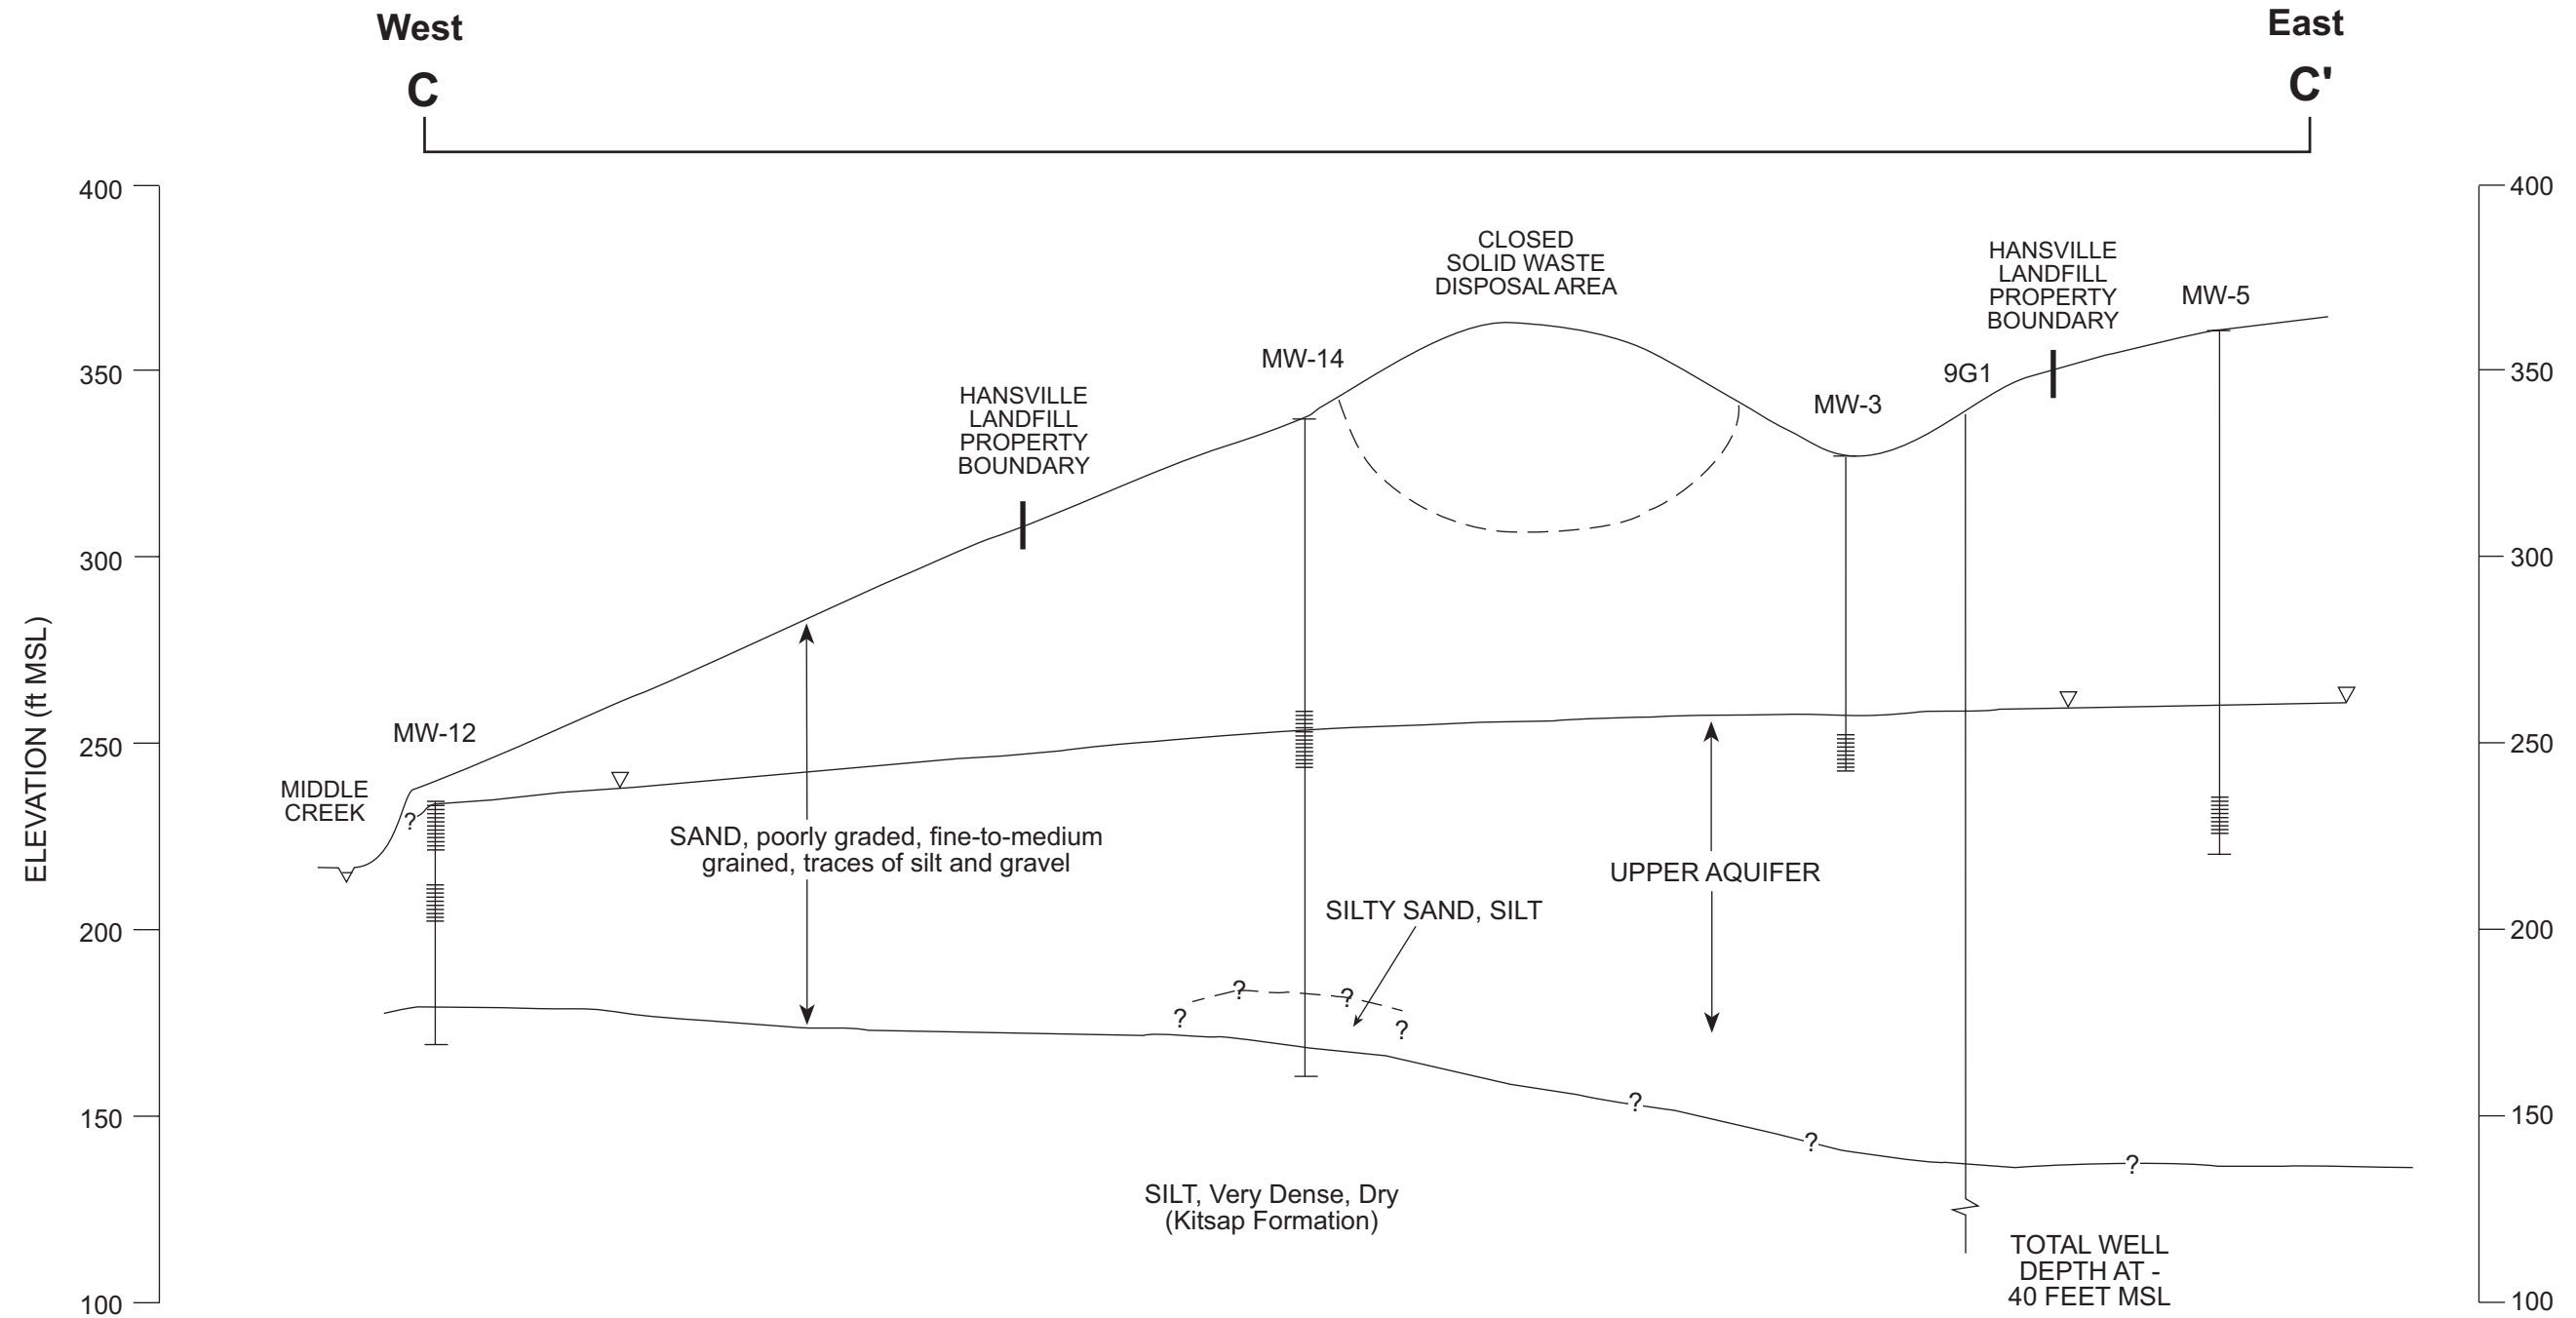 West
East
C
C'
400
400
CLOSED
SOLID WASTE
DISPOSAL AREA
HANSVILLE
LANDFILL
PROPERTY
BOUNDARY
MW-5
MW-14
350
350
9G1
HANSVILLE
LANDFILL
PROPERTY
BOUNDARY
MW-3
300
300
ELEVATION (ft MSL)
MW-12
250
250
MIDDLE
CREEK
?
SAND, poorly graded, fine-to-medium
grained, traces of silt and gravel
UPPER AQUIFER
SILTY SAND, SILT
200
200
?
?
?
?
?
150
150
?
?
SILT, Very Dense, Dry
(Kitsap Formation)
TOTAL WELL
DEPTH AT -
40 FEET MSL
100
100